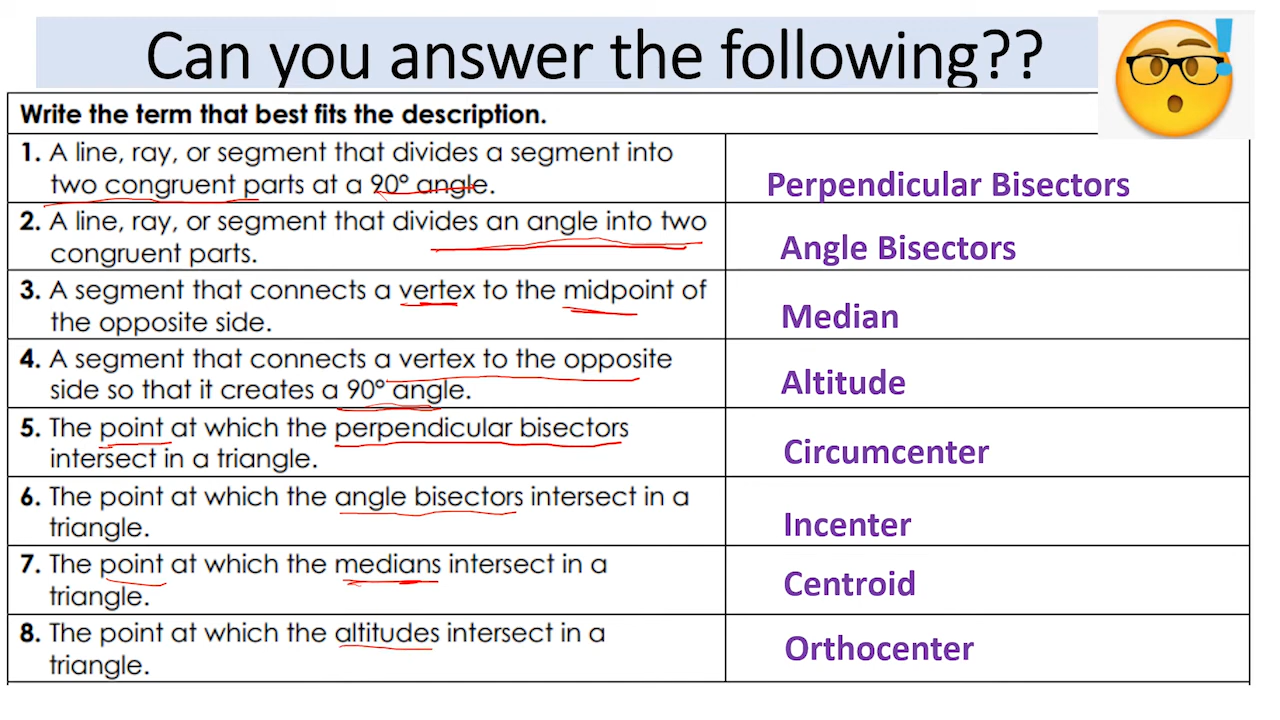 Can you answer the following??
Write the term that best fits the description.
1. A line, ray, or segment that divides a segment into
two congruent parts at a 90° angle.
Perpendicular Bisectors
2. A line, ray, or segment that divides an angle into two
congruent parts.
Angle Bisectors
3. A segment that connects a vertex to the midpoint of
the opposite side.
Median
4. A segment that connects a vertex to the opposite
side so that it creates a 90° angle.
Altitude
5. The point at which the perpendicular bisectors
intersect in a triangle.
Circumcenter
6. The point at which the angle bisectors intersect in a
triangle.
Incenter
7. The point at which the medians intersect in a
triangle.
Centroid
8. The point at which the altitudes intersect in a
triangle.
Orthocenter